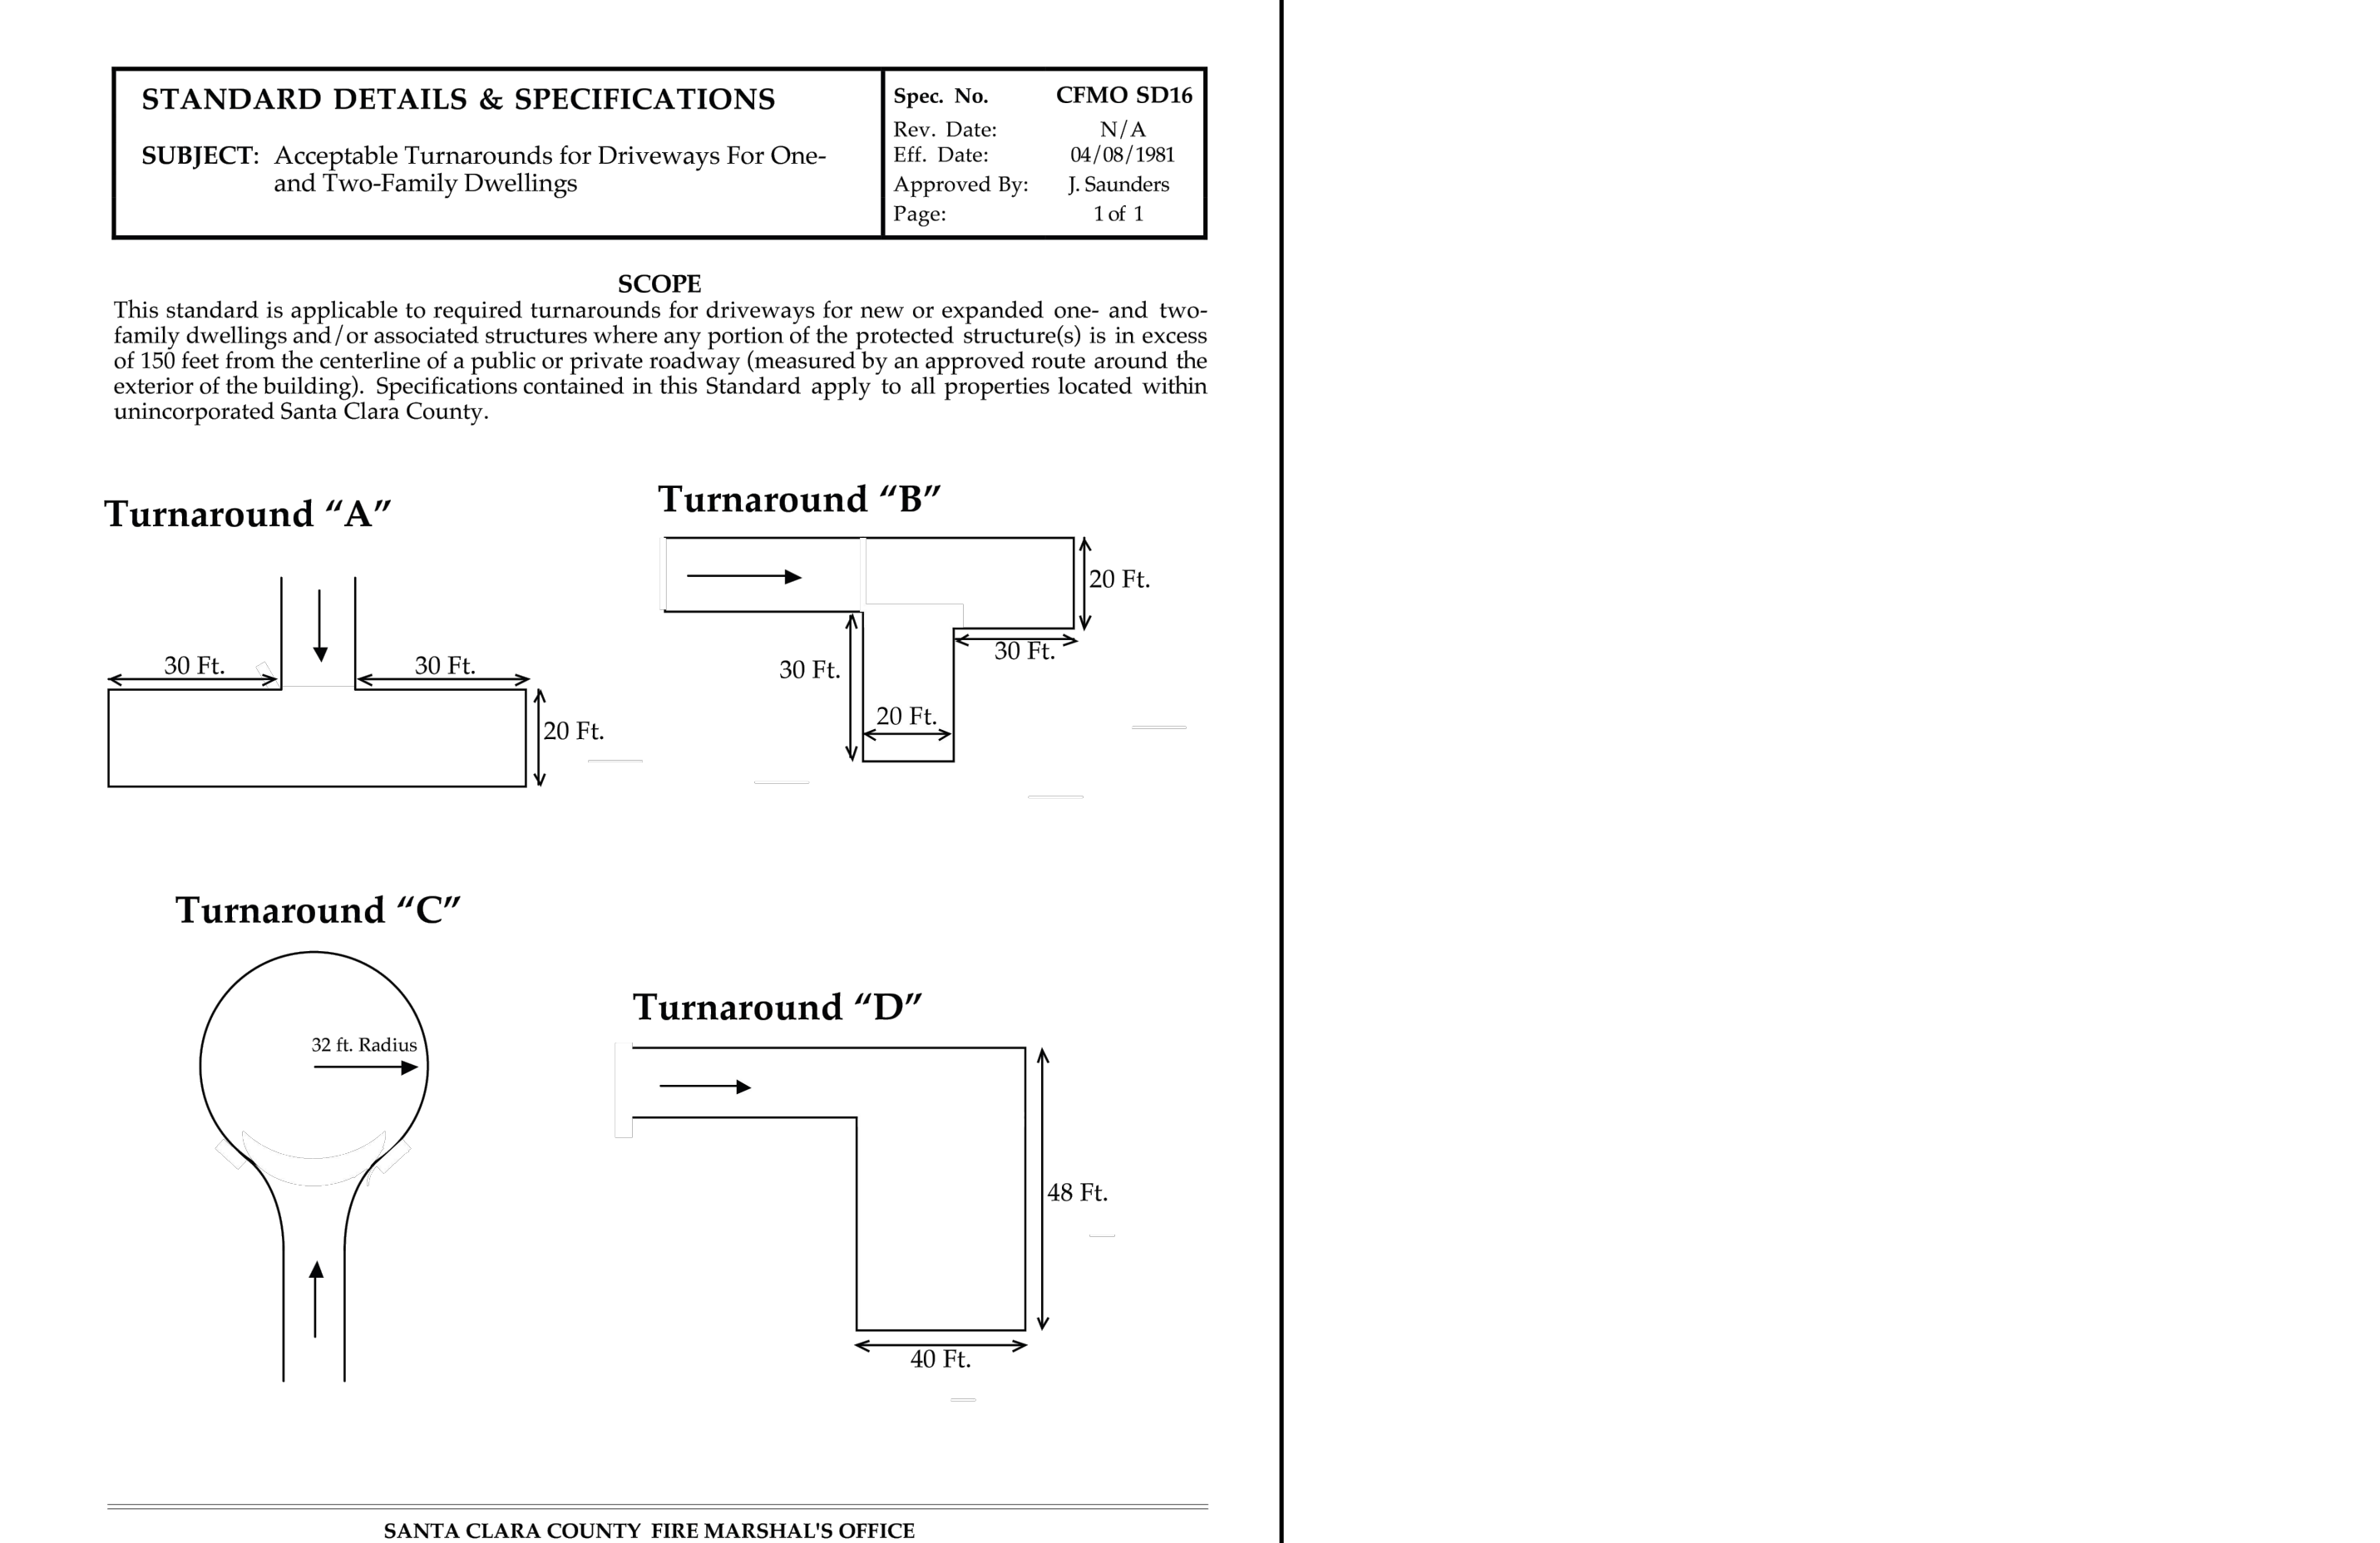 STANDARD DETAILS & SPECIFICATIONS
SUBJECT: Acceptable Turnarounds for Driveways For One-
and Two-Family Dwellings
Spec. No. CFMO SD16
Rev. Date: N/A
Eff. Date: 04/08/1981
Approved By: J. Saunders
Page: 1 of 1
SCOPE
This standard is applicable to required turnarounds for driveways for new or expanded one- and two-
family dwellings and/or associated structures where any portion of the protected structure(s) is in excess
of 150 feet from the centerline of a public or private roadway (measured by an approved route around the
exterior of the building). Specifications contained in this Standard apply to all properties located within
unincorporated Santa Clara County.
Turnaround “A”
30 Ft.
30 Ft.
20 Ft.
Turnaround “B”
20 Ft.
30 Ft.
30 Ft.
20 Ft.
Turnaround “C”
32 ft. Radius
Turnaround “D”
48 Ft.
40 Ft.
SANTA CLARA COUNTY FIRE MARSHAL'S OFFICE